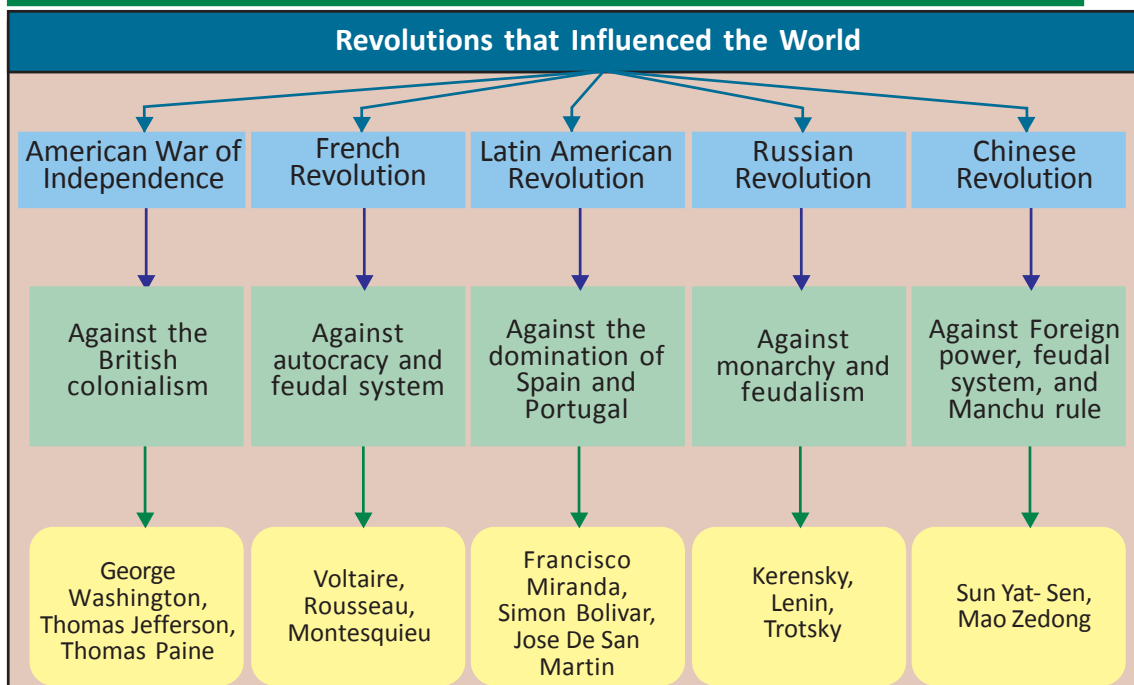 Revolutions that Influenced the World
American War of
Independence
French
Revolution
Latin American
Revolution
Russian
Revolution
Chinese
Revolution
Against the
British
colonialism
Against
autocracy and
feudal system
Against the
domination of
Spain and
Portugal
Against
monarchy and
feudalism
Against Foreign
power, feudal
system, and
Manchu rule
George
Washington,
Thomas Jefferson,
Thomas Paine
Voltaire,
Rousseau,
Montesquieu
Francisco
Miranda,
Simon Bolivar,
Jose De San
Martin
Kerensky,
Lenin,
Trotsky
Sun Yat- Sen,
Mao Zedong